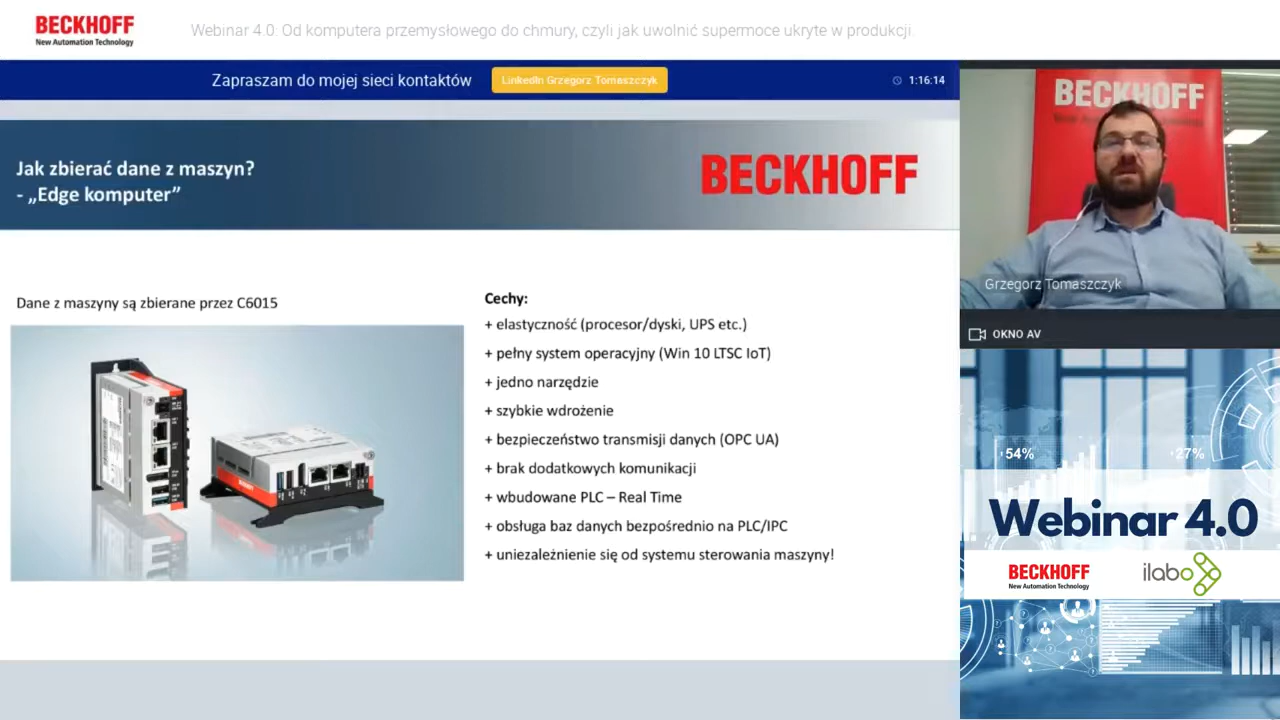 BECKHOFF
New Automation Technology
Webinar 4.0: Od komputera przemysłowego do chmury, czyli jak uwolnić supermoce ukryte w produkcji.
Zapraszam do mojej sieci kontaktów
LinkedIn Grzegorz Tomaszczyk
1:16:14
Jak zbierać dane z maszyn?
- „Edge komputer”
BECKHOFF
Dane z maszyny są zbierane przez C6015
Cechy:
+ elastyczność (procesor/dyski, UPS etc.)
+ pełny system operacyjny (Win 10 LTSC IoT)
+ jedno narzędzie
+ szybkie wdrożenie
+ bezpieczeństwo transmisji danych (OPC UA)
+ brak dodatkowych komunikacji
+ wbudowane PLC – Real Time
+ obsługa baz danych bezpośrednio na PLC/IPC
+ uniezależnienie się od systemu sterowania maszyny!
BECKHOFF
Grzegorz Tomaszczyk
OKNO AV
54%
27%
Webinar 4.0
BECKHOFF
New Automation Technology
ilabo